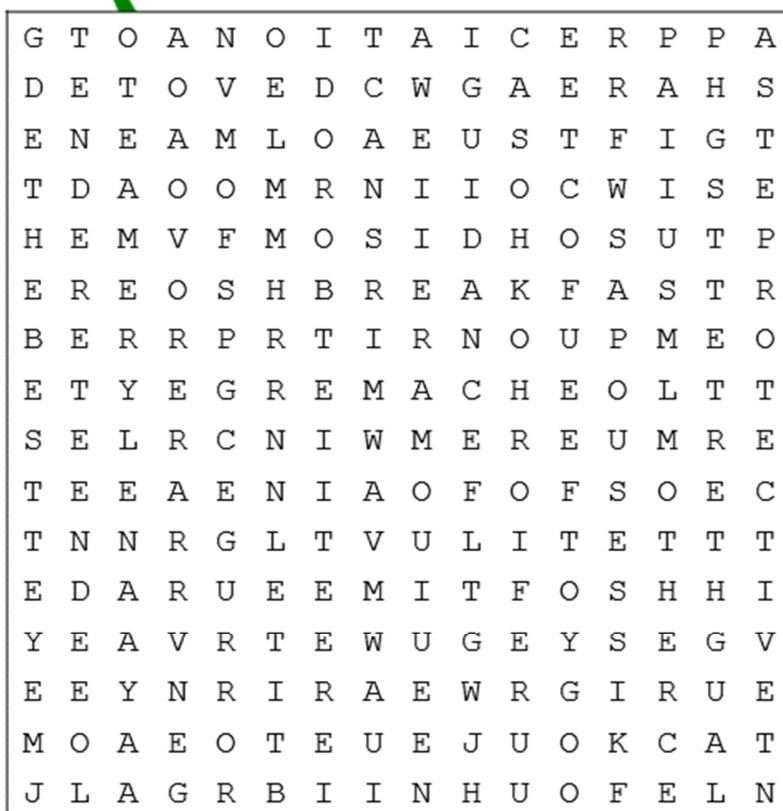 G T O A N O I T A I C E R P P A
D E T O V E D C W G A E R A H S
E N E A M L O A E U S T F I G T
T D A O O M R N I I O C W I S E
H E M V F M O S I D H O S U T P
E R E O S H B R E A K F A S T R
B E R R P R T I R N O U P M E O
E T Y E G R E M A C H E O L T T
S E L R C N I W M E R E U M R E
T E E A E N I A O F O F S O E C
T N N R G L T V U L I T E T T T
E D A R U E E M I T F O S H H I
Y E A V R T E W U G E Y S E G V
E E Y N R I R A E W R G I R U E
M O A E O T E U E J U O K C A T
J L A G R B I I N H U O F E L N